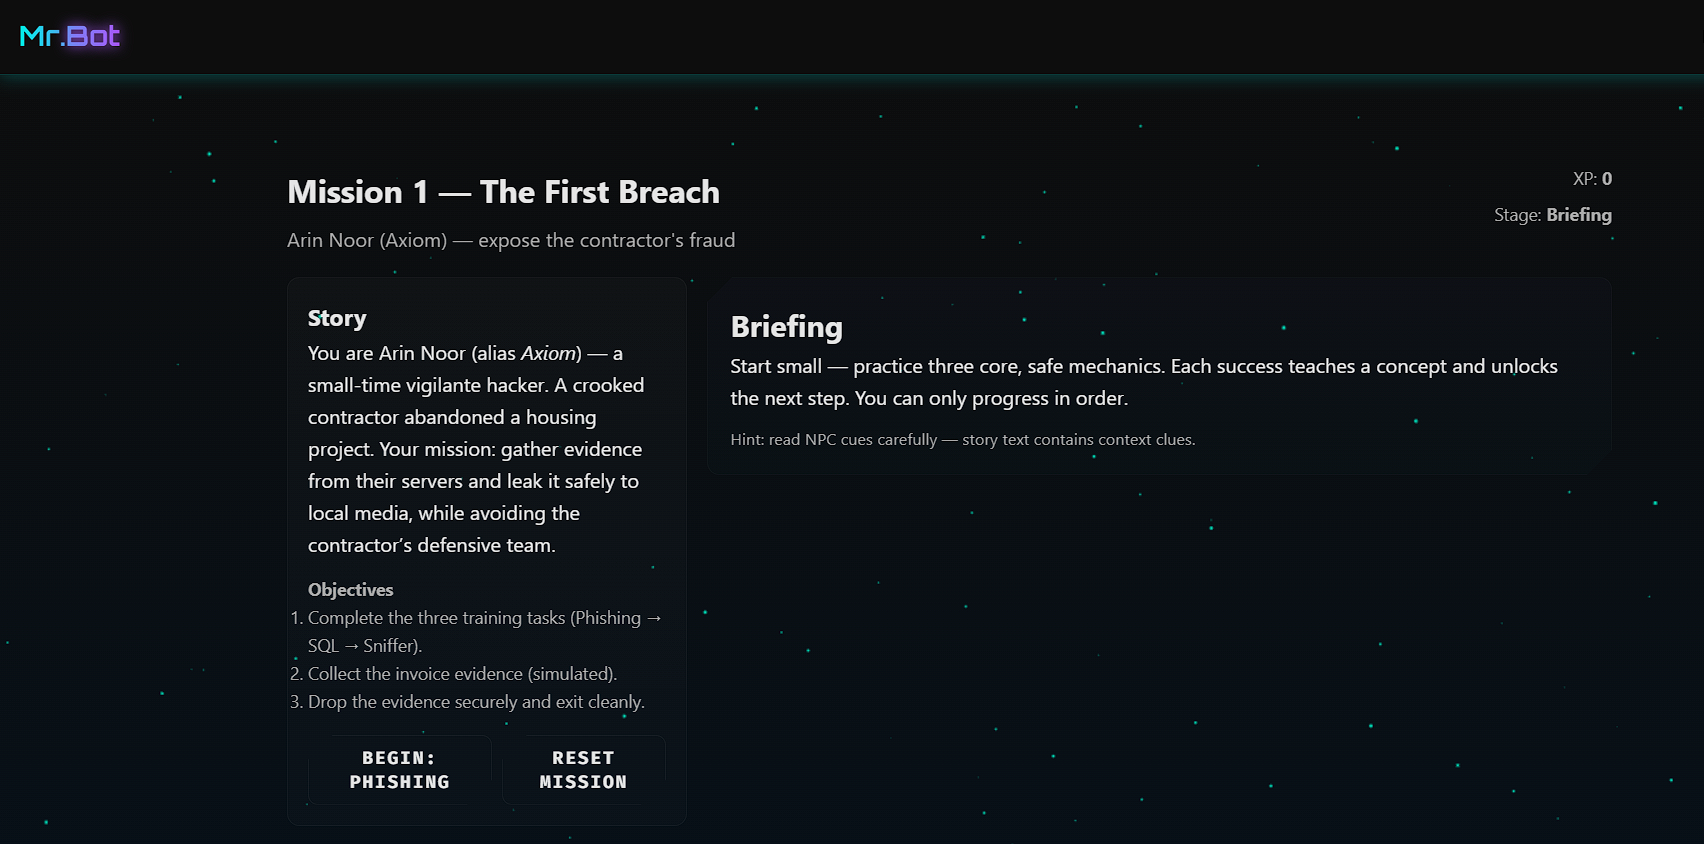 Mr.Bot
Mission 1 — The First Breach
Arin Noor (Axiom) — expose the contractor's fraud
XP: 0
Stage: Briefing
Story
You are Arin Noor (alias Axiom) — a
small-time vigilante hacker. A crooked
contractor abandoned a housing
project. Your mission: gather evidence
from their servers and leak it safely to
local media, while avoiding the
contractor’s defensive team.
Objectives
1. Complete the three training tasks (Phishing →
SQL → Sniffer).
2. Collect the invoice evidence (simulated).
3. Drop the evidence securely and exit cleanly.
BEGIN:
PHISHING
RESET
MISSION
Briefing
Start small — practice three core, safe mechanics. Each success teaches a concept and unlocks
the next step. You can only progress in order.
Hint: read NPC cues carefully — story text contains context clues.